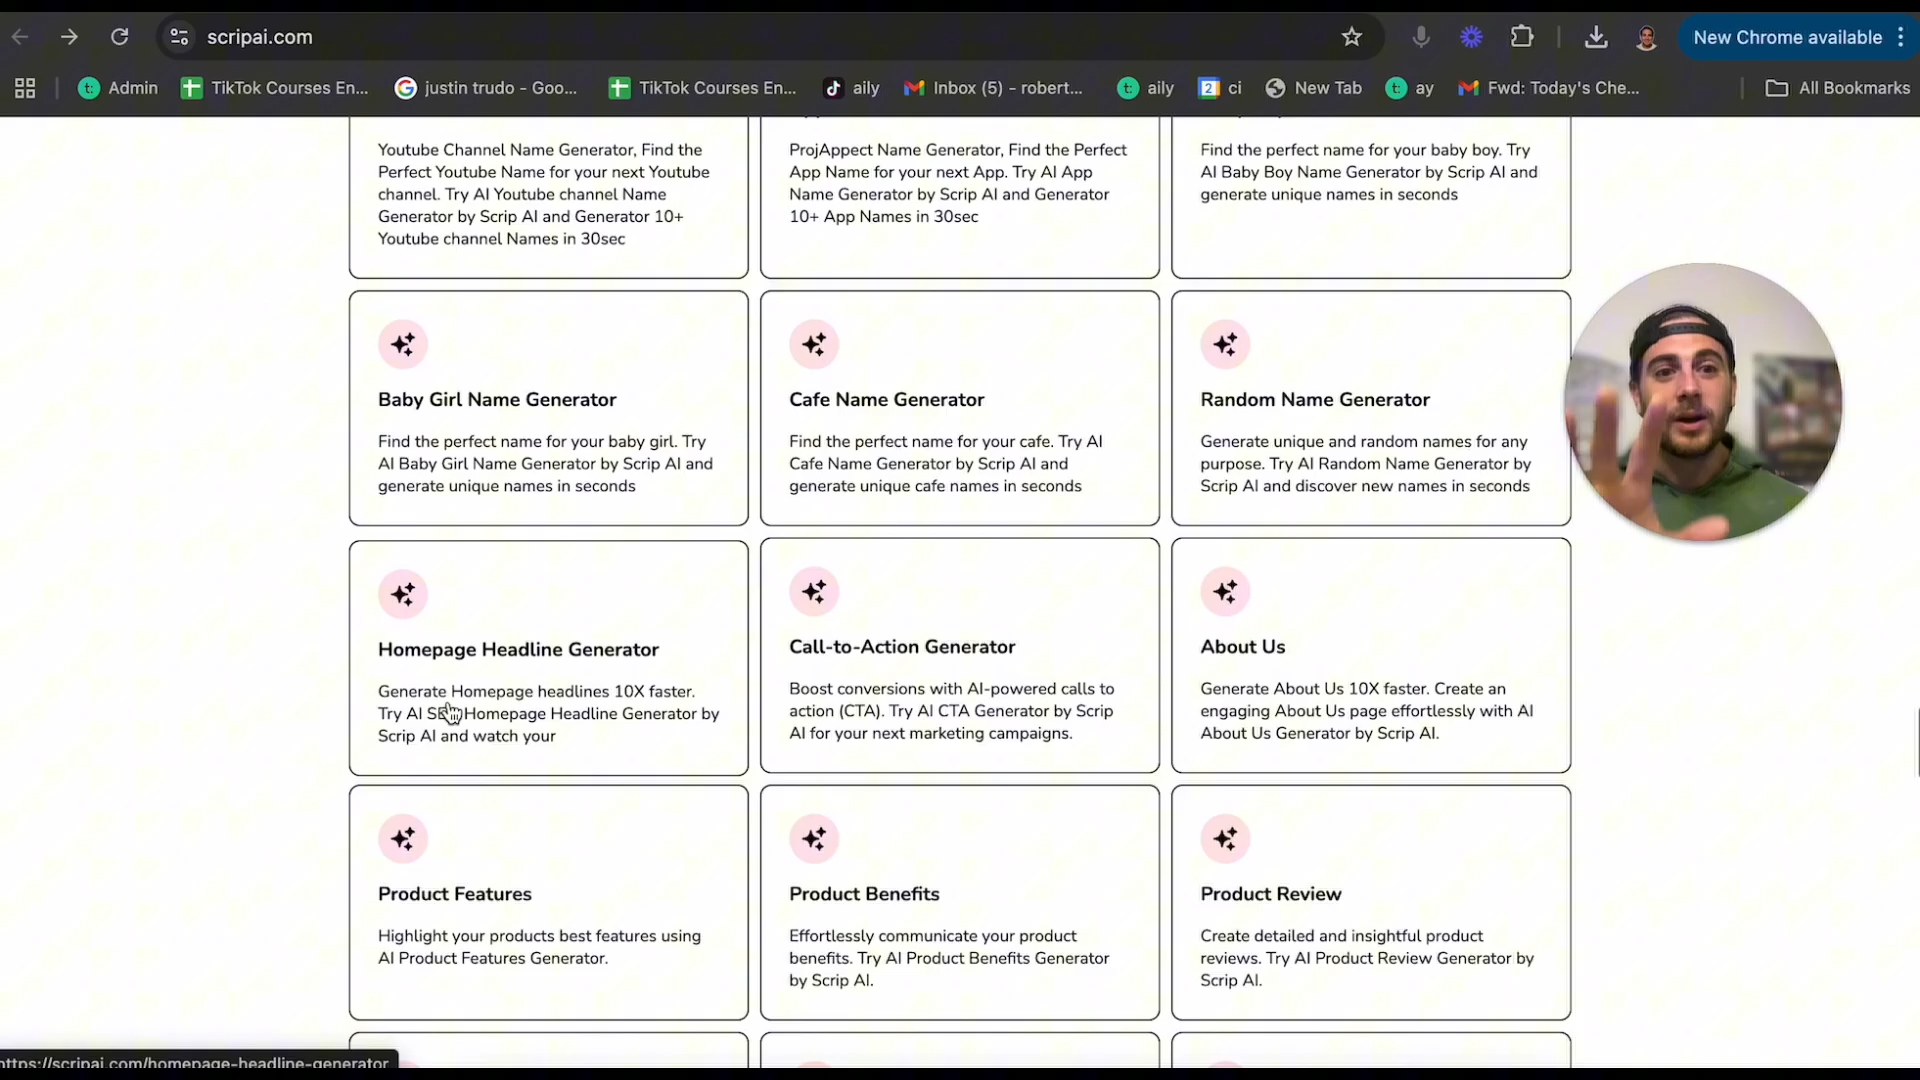 scripai.com
New Chrome available
Admin
TikTok Courses En...
justin trudo - Goo...
TikTok Courses En...
aily
Inbox (5) - robert...
aily
2
ci
New Tab
ay
Fwd: Today's Che...
All Bookmarks
Youtube Channel Name Generator, Find the
Perfect Youtube Name for your next Youtube
channel. Try AI Youtube channel Name
Generator by Scrip AI and Generator 10+
Youtube channel Names in 30sec
ProjAppect Name Generator, Find the Perfect
App Name for your next App. Try AI App
Name Generator by Scrip AI and Generator
10+ App Names in 30sec
Find the perfect name for your baby boy. Try
AI Baby Boy Name Generator by Scrip AI and
generate unique names in seconds
Baby Girl Name Generator
Find the perfect name for your baby girl. Try
AI Baby Girl Name Generator by Scrip AI and
generate unique names in seconds
Cafe Name Generator
Find the perfect name for your cafe. Try AI
Cafe Name Generator by Scrip AI and
generate unique cafe names in seconds
Random Name Generator
Generate unique and random names for any
purpose. Try AI Random Name Generator by
Scrip AI and discover new names in seconds
Homepage Headline Generator
Generate Homepage headlines 10X faster.
Try AI Homepage Headline Generator by
Scrip AI and watch your
Call-to-Action Generator
Boost conversions with AI-powered calls to
action (CTA). Try AI CTA Generator by Scrip
AI for your next marketing campaigns.
About Us
Generate About Us 10X faster. Create an
engaging About Us page effortlessly with AI
About Us Generator by Scrip AI.
Product Features
Highlight your products best features using
AI Product Features Generator.
Product Benefits
Effortlessly communicate your product
benefits. Try AI Product Benefits Generator
by Scrip AI.
Product Review
Create detailed and insightful product
reviews. Try AI Product Review Generator by
Scrip AI.
https://scripai.com/homepage-headline-generator